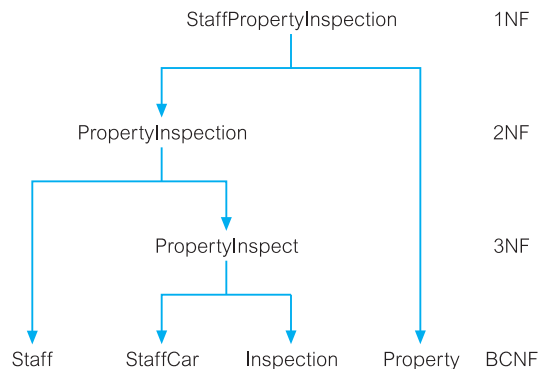 StaffPropertyInspection 1NF
PropertyInspection 2NF
PropertyInspect 3NF
Staff StaffCar Inspection Property BCNF